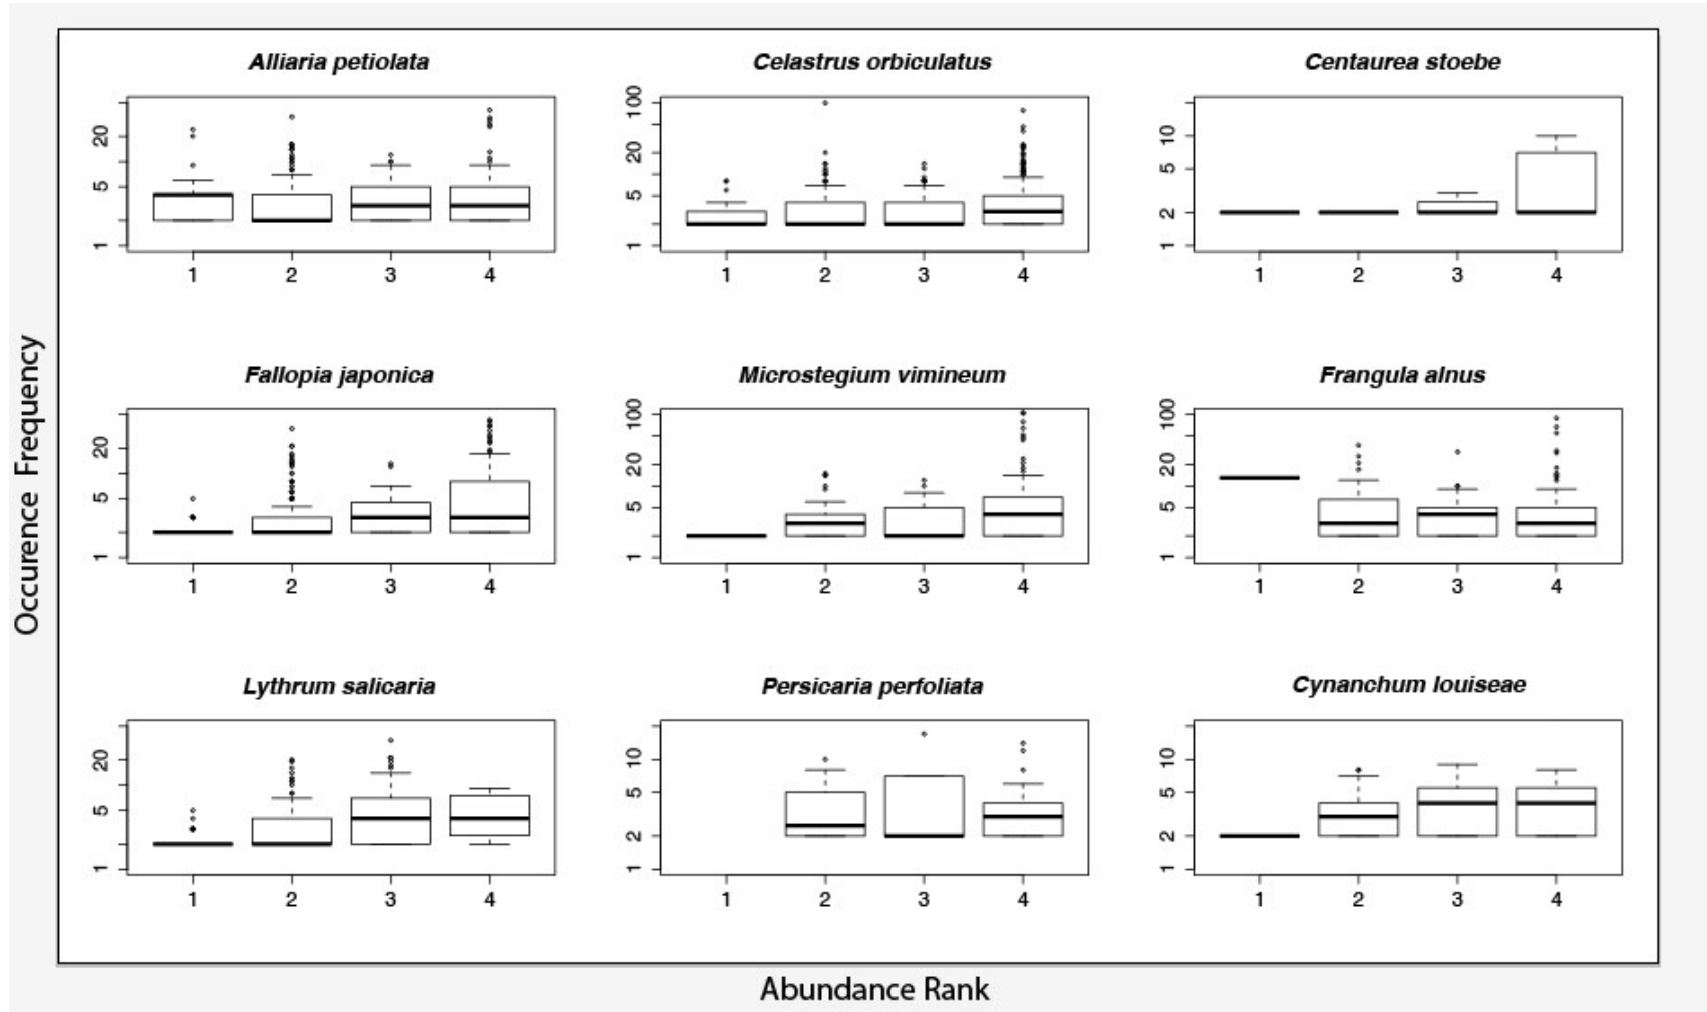 Alliaria petiolata
20
5
1
1 2 3 4
Celastrus orbiculatus
100
20
5
1
1 2 3 4
Centaurea stoebe
10
5
2
1
1 2 3 4
Fallopia japonica
20
5
1
1 2 3 4
Microstegium vimineum
100
20
5
1
1 2 3 4
Frangula alnus
100
20
5
1
1 2 3 4
Lythrum salicaria
20
5
1
1 2 3 4
Persicaria perfoliata
10
5
2
1
1 2 3 4
Cynanchum louiseae
10
5
2
1
1 2 3 4
Occurence Frequency
Abundance Rank